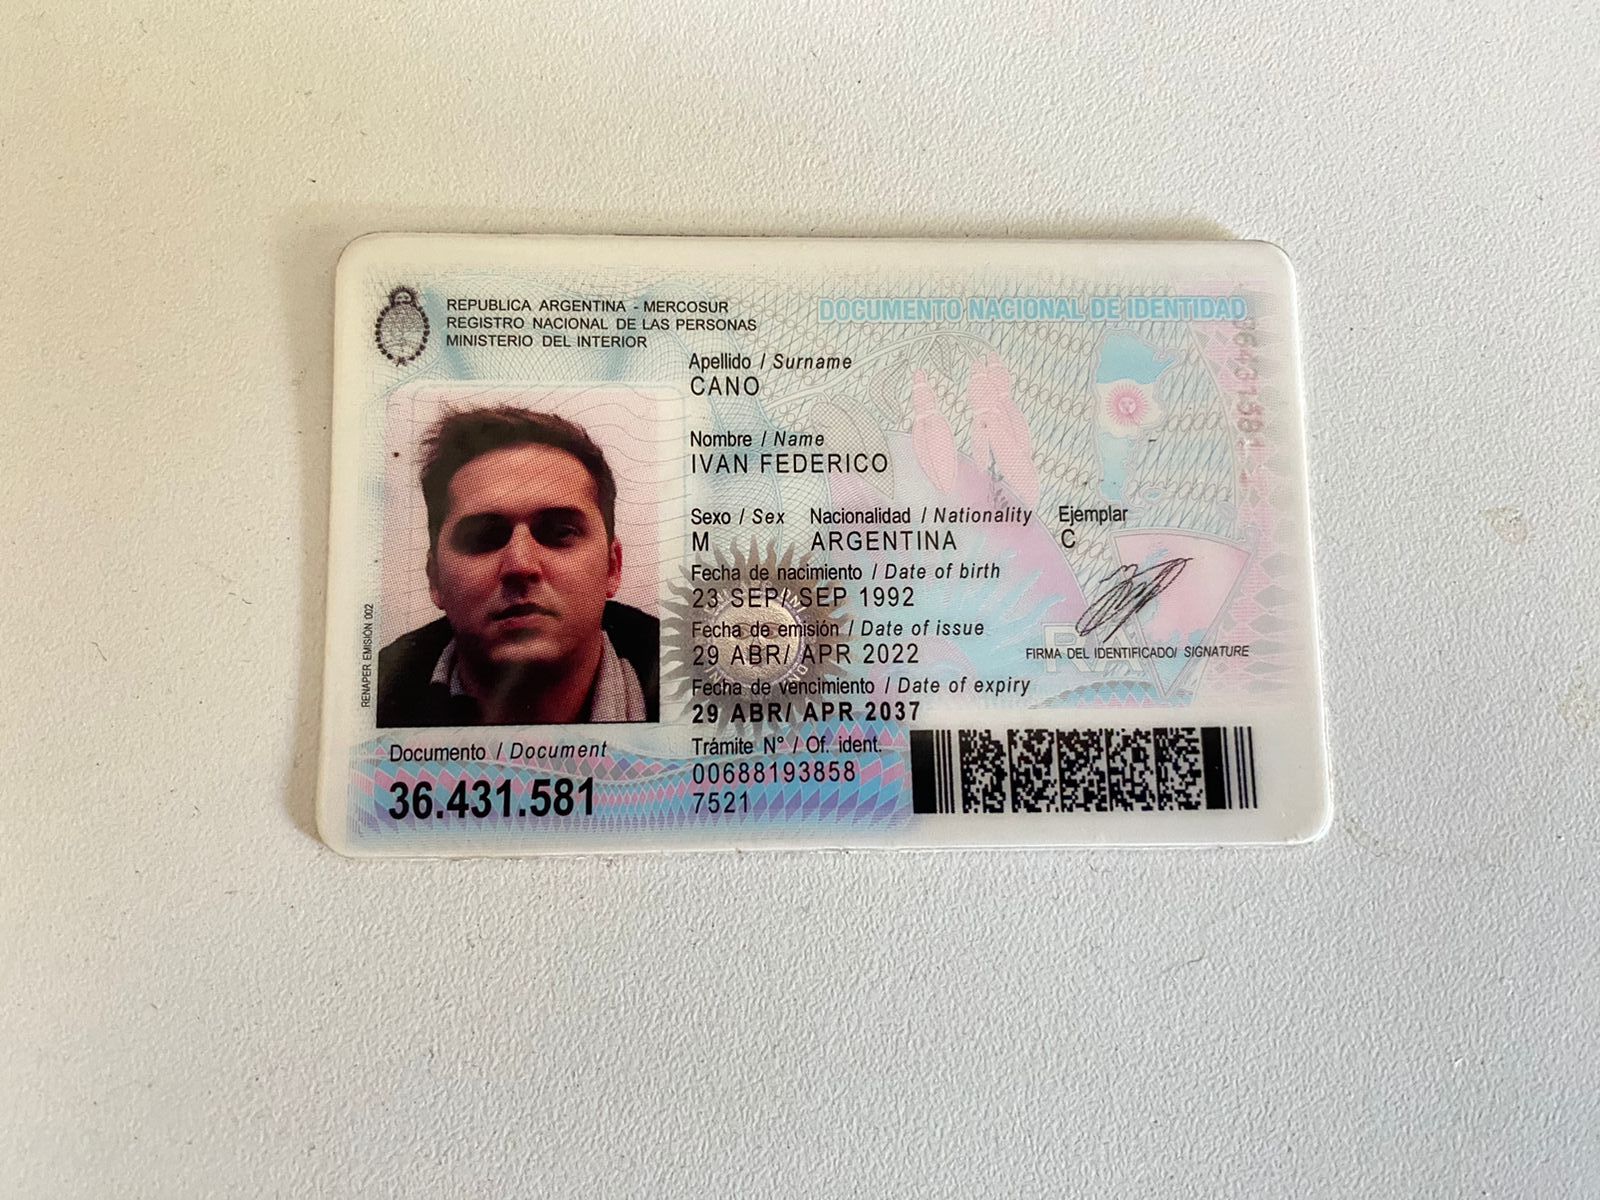 REPUBLICA ARGENTINA - MERCOSUR
REGISTRO NACIONAL DE LAS PERSONAS
MINISTERIO DEL INTERIOR
DOCUMENTO NACIONAL DE IDENTIDAD
Apellido / Surname
CANO
Nombre / Name
IVAN FEDERICO
Sexo / Sex Nacionalidad / Nationality Ejemplar
M ARGENTINA C
Fecha de nacimiento / Date of birth
23 SEP/ SEP 1992
Fecha de emisión / Date of issue
29 ABR/ APR 2022
FIRMA DEL IDENTIFICADO/ SIGNATURE
Fecha de vencimiento / Date of expiry
29 ABR/ APR 2037
RENAPER EMISIÓN 002
Documento / Document
36.431.581
Trámite N° / Of. ident.
00688193858
7521
RA